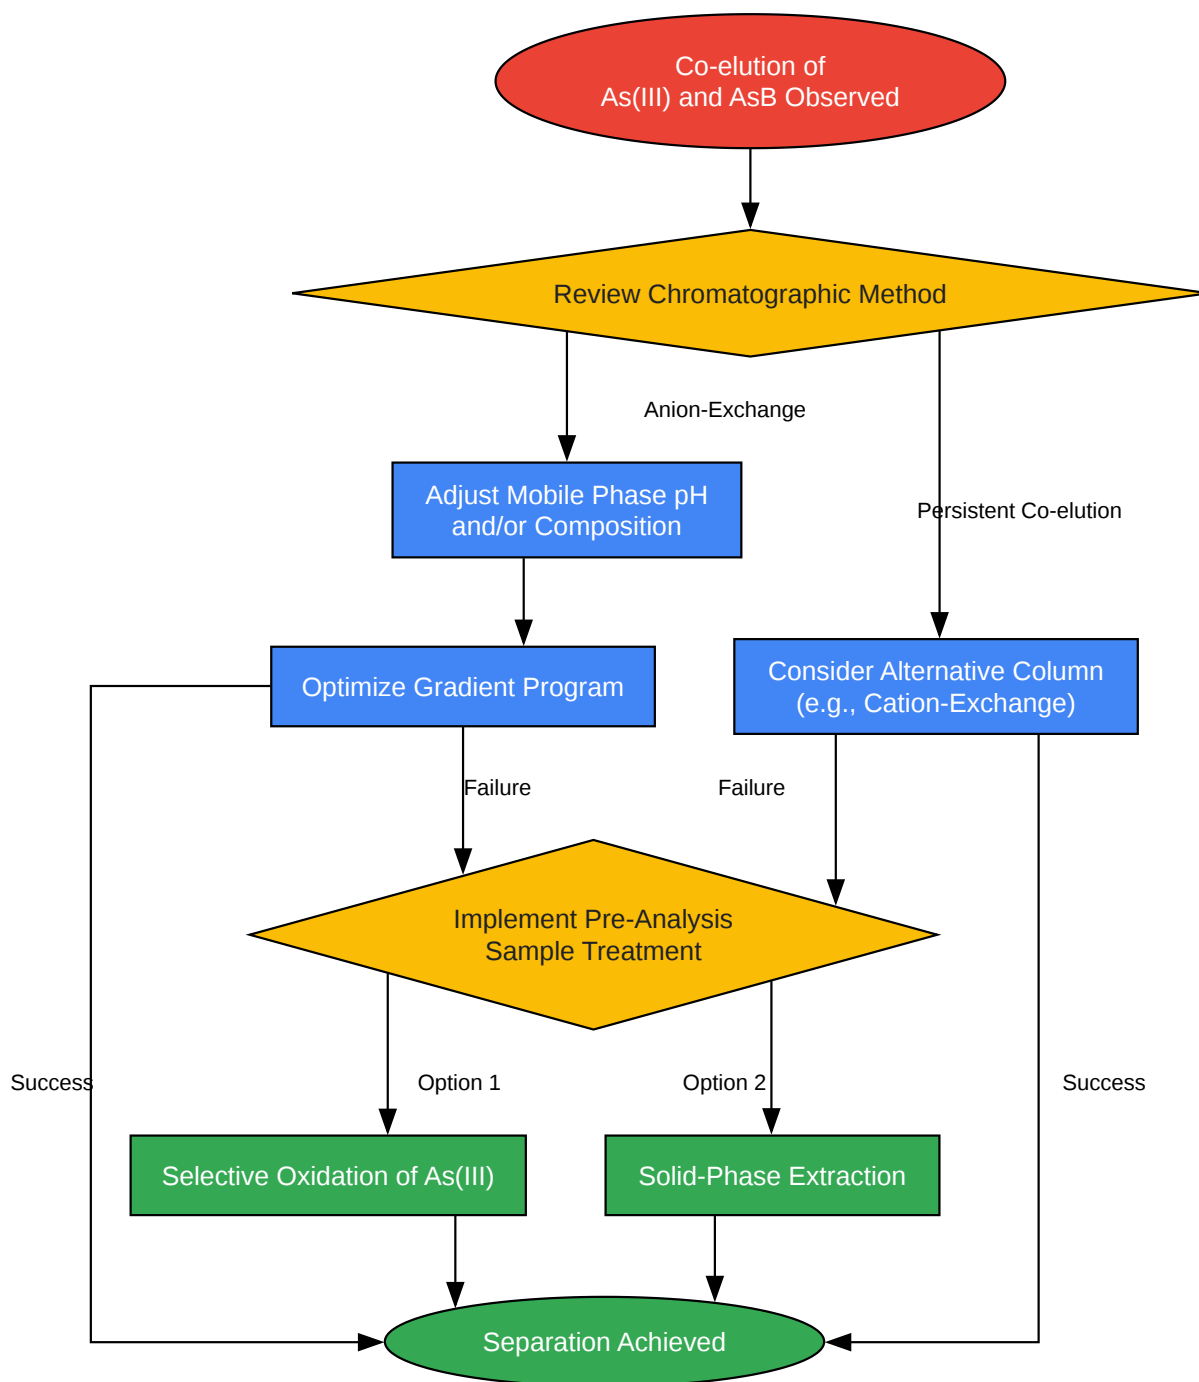 Co-elution of
As(III) and AsB Observed
Review Chromatographic Method
Anion-Exchange
Adjust Mobile Phase pH
and/or Composition
Persistent Co-elution
Optimize Gradient Program
Consider Alternative Column
(e.g., Cation-Exchange)
Failure
Failure
Implement Pre-Analysis
Sample Treatment
Success
Option 1
Option 2
Success
Selective Oxidation of As(III)
Solid-Phase Extraction
Separation Achieved